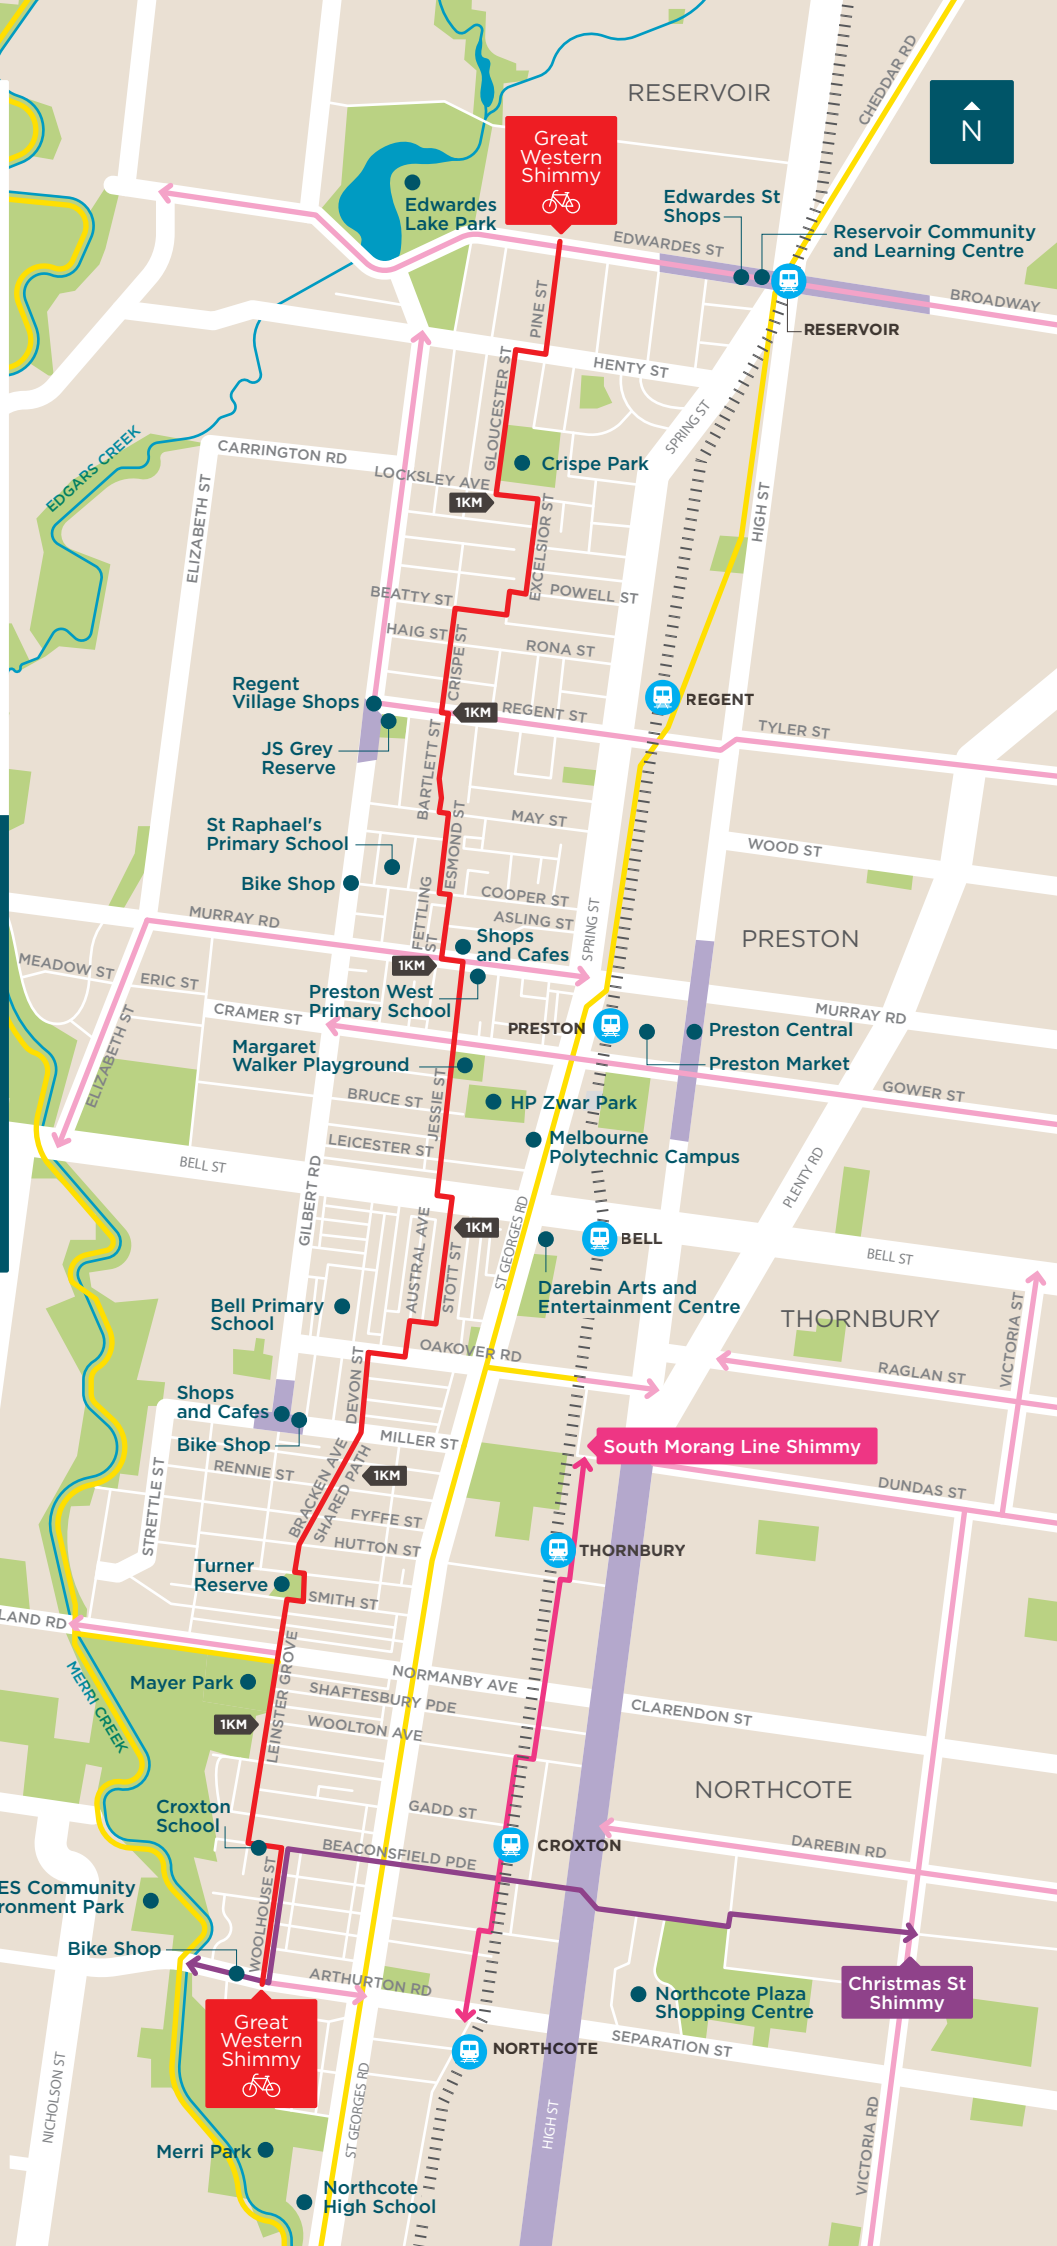 RESERVOIR
CHEDDAR RD
N
Great
Western
Shimmy
Edwardes
Lake Park
Edwardes St
Shops
Reservoir Community
and Learning Centre
EDWARDES ST
BROADWAY
RESERVOIR
PINE ST
HENTY ST
GLOUCESTER ST
SPRING ST
EDGARS CREEK
CARRINGTON RD
LOCKSLEY AVE
Crispe Park
1KM
ELIZABETH ST
HIGH ST
EXCELSIOR ST
BEATTY ST
POWELL ST
HAIG ST
CRISPE ST
RONA ST
Regent
Village Shops
REGENT
1KM
REGENT ST
TYLER ST
JS Grey
Reserve
BARTLETT ST
St Raphael's
Primary School
MAY ST
ESMOND ST
WOOD ST
Bike Shop
COOPER ST
FETTLING
ST
ASLING ST
MURRAY RD
SPRING ST
Shops
and Cafes
PRESTON
1KM
MEADOW ST
ERIC ST
Preston West
Primary School
CRAMER ST
MURRAY RD
PRESTON
Preston Central
Margaret
Walker Playground
Preston Market
ELIZABETH ST
JESSIE ST
BRUCE ST
HP Zwar Park
GOWER ST
LEICESTER ST
Melbourne
Polytechnic Campus
BELL ST
GILBERT RD
PLENTY RD
1KM
AUSTRAL AVE
STOTT ST
ST GEORGES RD
BELL
BELL ST
Darebin Arts and
Entertainment Centre
Bell Primary
School
THORNBURY
VICTORIA ST
OAKOVER RD
DEVON ST
RAGLAN ST
Shops
and Cafes
Bike Shop
MILLER ST
South Morang Line Shimmy
RENNIE ST
1KM
BRACKEN AVE
SHARED PATH
STRETTLE ST
DUNDAS ST
FYFFE ST
HUTTON ST
THORNBURY
Turner
Reserve
SMITH ST
LAND RD
MERRI CREEK
LEINSTER GROVE
NORMANBY AVE
Mayer Park
SHAFTESBURY PDE
CLARENDON ST
1KM
WOOLTON AVE
NORTHCOTE
Croxton
School
GADD ST
BEACONSFIELD PDE
CROXTON
DAREBIN RD
ES Community
ronment Park
WOOLHOUSE ST
Bike Shop
ARTHURTON RD
Northcote Plaza
Shopping Centre
Christmas St
Shimmy
Great
Western
Shimmy
SEPARATION ST
NORTHCOTE
NICHOLSON ST
ST GEORGES RD
HIGH ST
VICTORIA RD
Merri Park
Northcote
High School